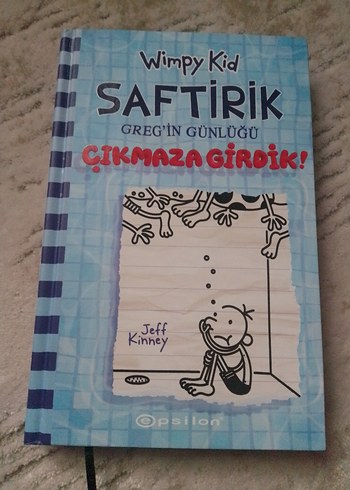 Wimpy Kid
SAFTİRİK
GREG'İN GÜNLÜĞÜ
ÇIKMAZA GİRDİK!
Jeff
Kinney
epsilon